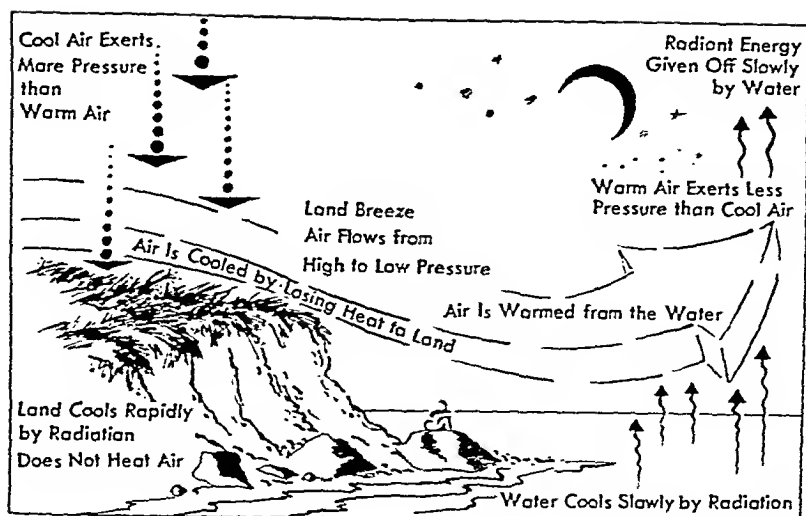 Cool Air Exerts
Mare Pressure
than
Warm Air
Radiant Energy
Given Off Slowly
by Water
Warm Air Exerts Less
Pressure than Cool Air
Land Breeze
Air Flows from
High to Low Pressure
Air Is Cooled by Losing Heat ta Land
Air Is Warmed from the Water
Land Cools Rapidly
by Radiation
Does Not Heat Air
Water Cools Slowly by Radiation